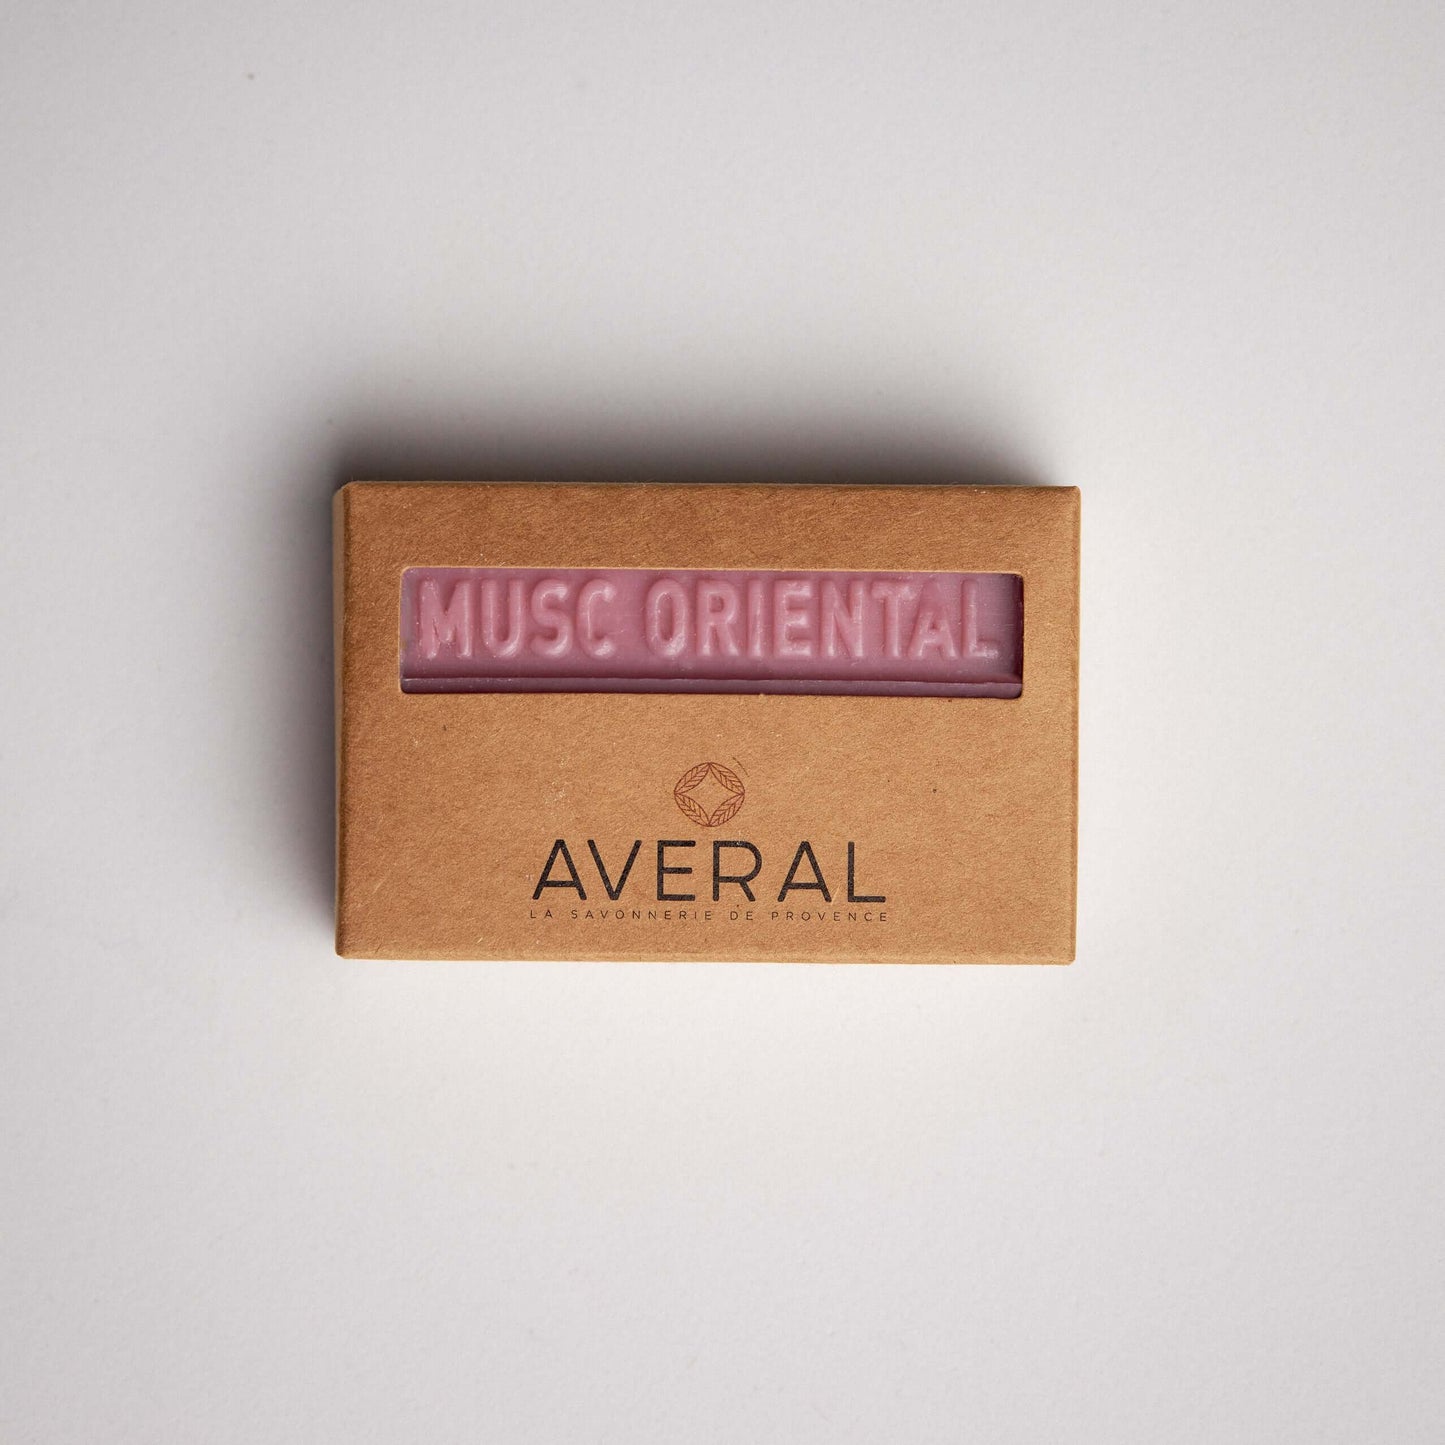 MUSC ORIENTAL
AVERAL
LA SAVONNERIE DE PROVENCE